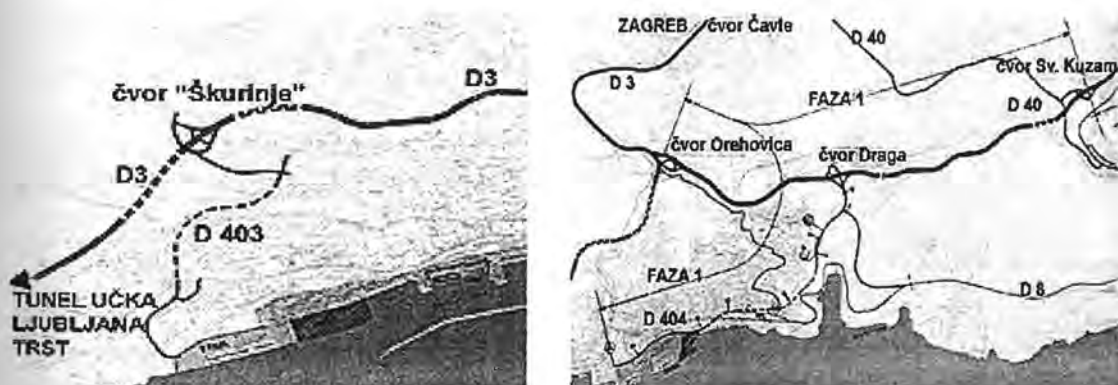 čvor "Škurinje"
D3
D3
D 403
TUNEL UČKA
LJUBLJANA
TRST
ZAGREB
čvor Čavle
D 40
D 3
čvor Sv. Kuzam
FAZA 1
D 40
čvor Orehovica
čvor Draga
FAZA 1
D 8
D 404